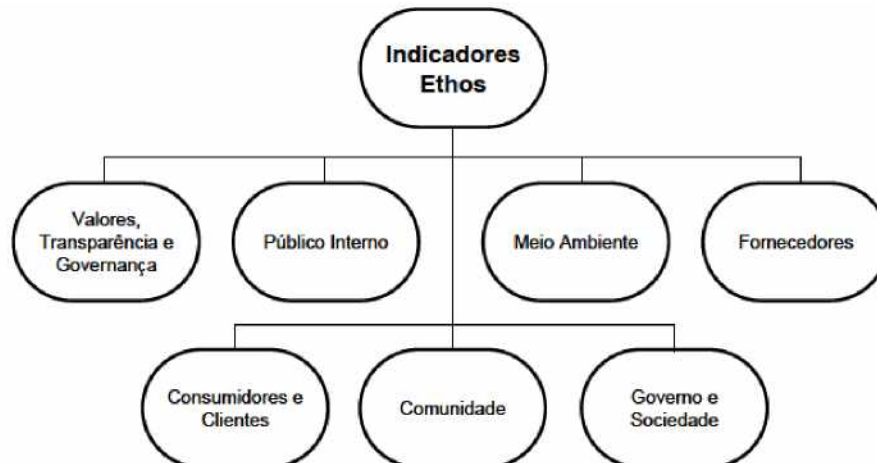 Indicadores
Ethos
Valores,
Transparência e
Governança
Público Interno
Meio Ambiente
Fornecedores
Consumidores e
Clientes
Comunidade
Governo e
Sociedade